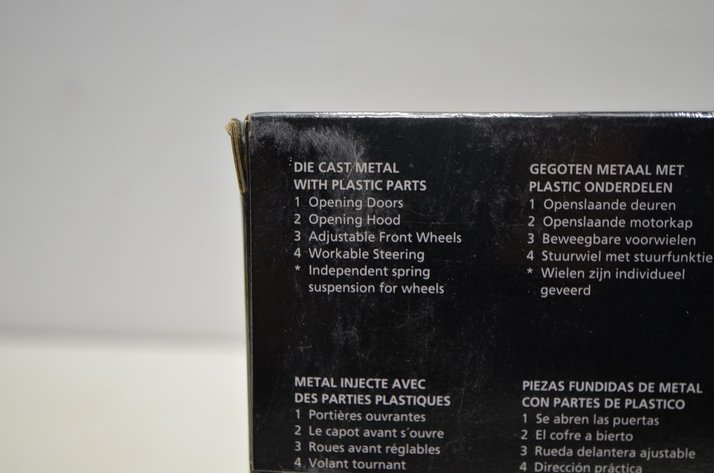 DIE CAST METAL
WITH PLASTIC PARTS
1 Opening Doors
2 Opening Hood
3 Adjustable Front Wheels
4 Workable Steering
* Independent spring
suspension for wheels
GEGOTEN METAAL MET
PLASTIC ONDERDELEN
1 Openslaande deuren
2 Openslaande motorkap
3 Beweegbare voorwielen
4 Stuurwiel met stuurfunktie
* Wielen zijn individueel
geveerd
METAL INJECTE AVEC
DES PARTIES PLASTIQUES
1 Portières ouvrantes
2 Le capot avant s'ouvre
3 Roues avant réglables
4 Volant tournant
PIEZAS FUNDIDAS DE METAL
CON PARTES DE PLASTICO
1 Se abren las puertas
2 El cofre a bierto
3 Rueda delantera ajustable
4 Dirección práctica